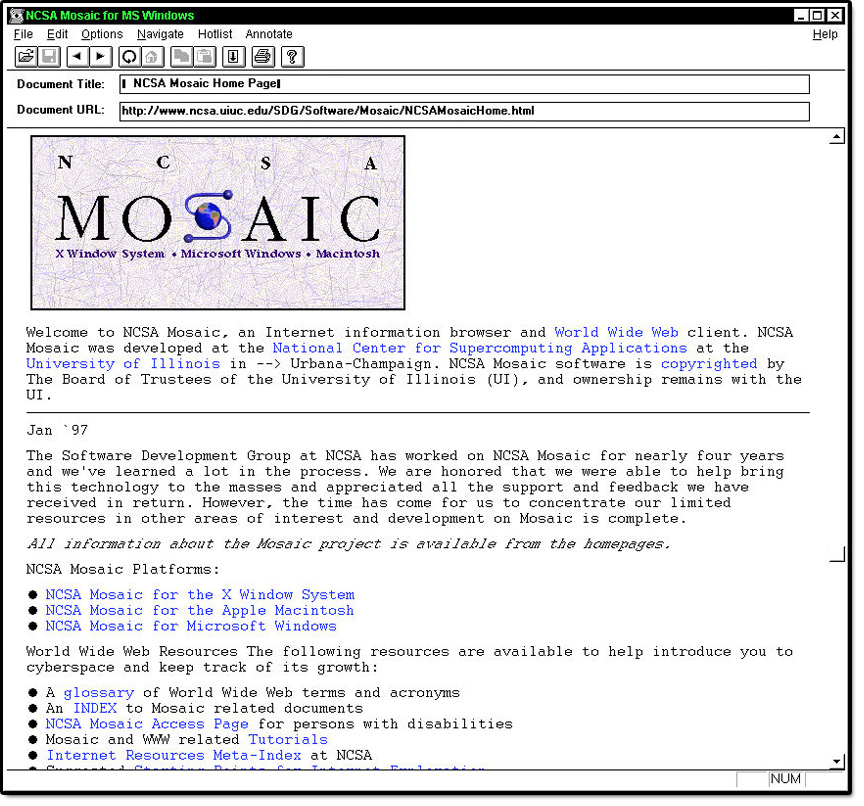 NCSA Mosaic for MS Windows
File Edit Options Navigate Hotlist Annotate Help
Document Title: NCSA Mosaic Home Page
Document URL: http://www.ncsa.uiuc.edu/SDG/Software/Mosaic/NCSAMosaicHome.html
N C S A
MOSAIC
X Window System • Microsoft Windows • Macintosh
Welcome to NCSA Mosaic, an Internet information browser and World Wide Web client. NCSA
Mosaic was developed at the National Center for Supercomputing Applications at the
University of Illinois in --> Urbana-Champaign. NCSA Mosaic software is copyrighted by
The Board of Trustees of the University of Illinois (UI), and ownership remains with the
UI.
Jan `97
The Software Development Group at NCSA has worked on NCSA Mosaic for nearly four years
and we've learned a lot in the process. We are honored that we were able to help bring
this technology to the masses and appreciated all the support and feedback we have
received in return. However, the time has come for us to concentrate our limited
resources in other areas of interest and development on Mosaic is complete.
All information about the Mosaic project is available from the homepages.
NCSA Mosaic Platforms:
● NCSA Mosaic for the X Window System
● NCSA Mosaic for the Apple Macintosh
● NCSA Mosaic for Microsoft Windows
World Wide Web Resources The following resources are available to help introduce you to
cyberspace and keep track of its growth:
● A glossary of World Wide Web terms and acronyms
● An INDEX to Mosaic related documents
● NCSA Mosaic Access Page for persons with disabilities
● Mosaic and WWW related Tutorials
● Internet Resources Meta-Index at NCSA
● Suggested Starting Points for Internet Exploration
NUM